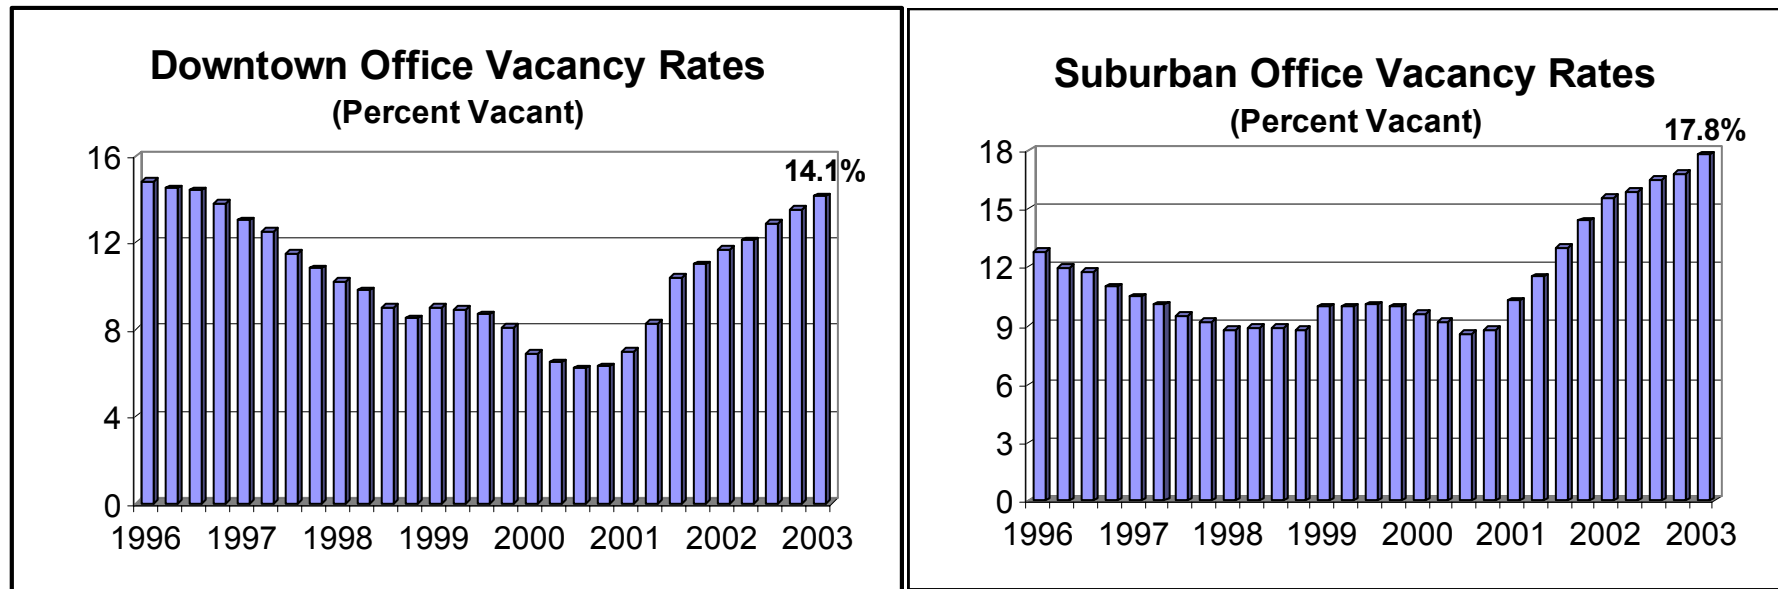 Downtown Office Vacancy Rates
(Percent Vacant)
14.1%
16
12
8
4
0
1996 1997 1998 1999 2000 2001 2002 2003
Suburban Office Vacancy Rates
(Percent Vacant)
17.8%
18
15
12
9
6
3
0
1996 1997 1998 1999 2000 2001 2002 2003